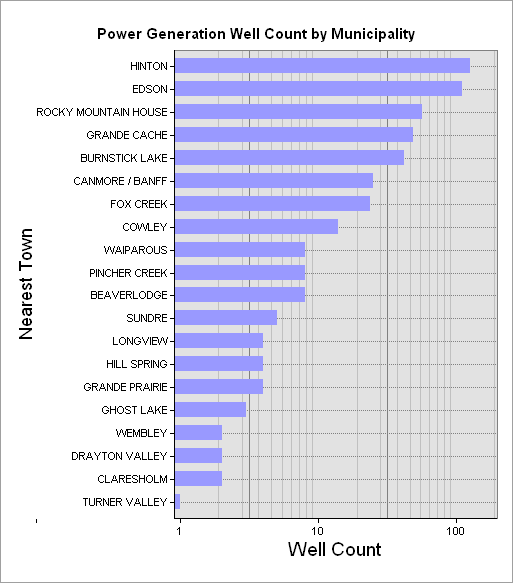 Power Generation Well Count by Municipality
HINTON
EDSON
ROCKY MOUNTAIN HOUSE
GRANDE CACHE
BURNSTICK LAKE
CANMORE / BANFF
FOX CREEK
COWLEY
WAIPAROUS
PINCHER CREEK
BEAVERLODGE
SUNDRE
LONGVIEW
HILL SPRING
GRANDE PRAIRIE
GHOST LAKE
WEMBLEY
DRAYTON VALLEY
CLARESHOLM
TURNER VALLEY
Nearest Town
1 10 100
Well Count